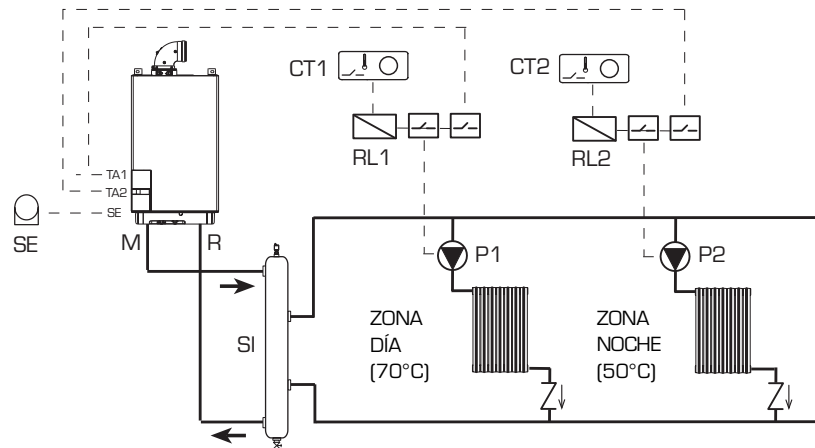 CT1
CT2
RL1
RL2
TA1
TA2
SE
SE
M
R
P1
P2
SI
ZONA
DÍA
(70°C)
ZONA
NOCHE
(50°C)